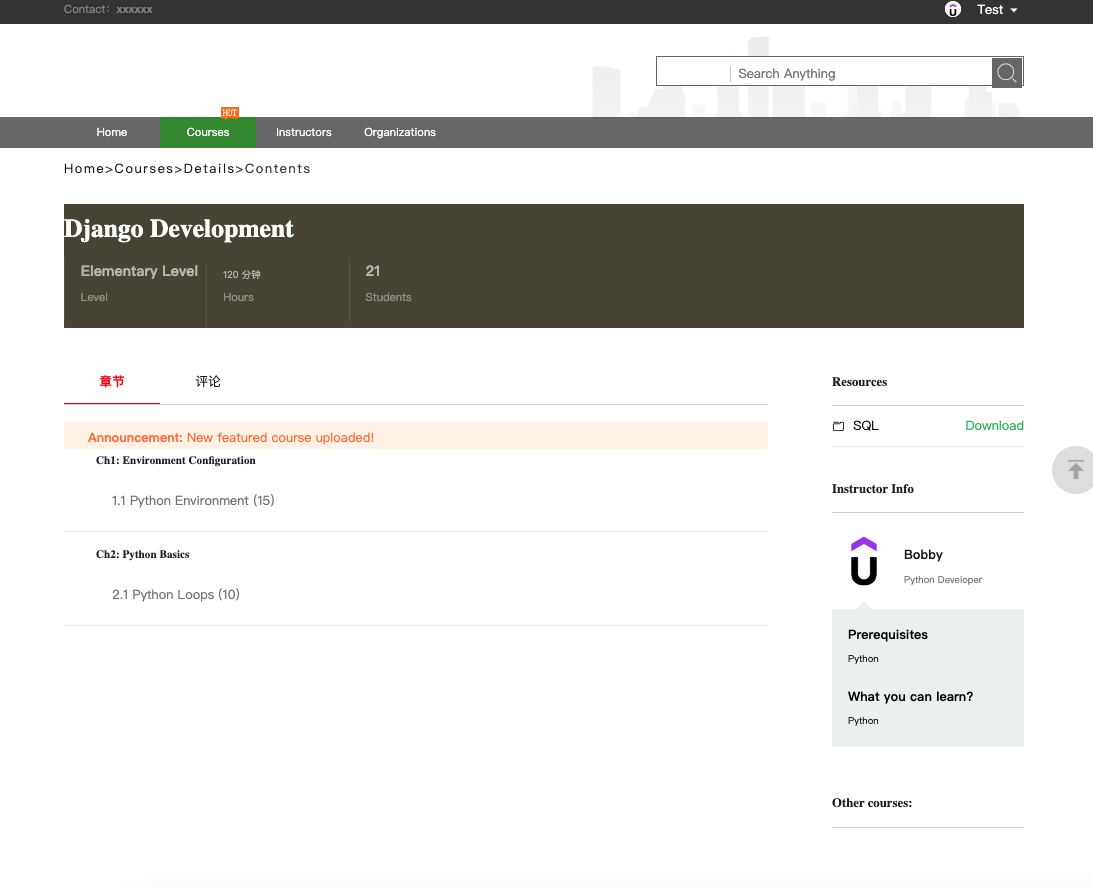 Contact： xxxxxx
Test
Search Anything
HOT
Home
Courses
Instructors
Organizations
Home>Courses>Details>Contents
Django Development
Elementary Level
120 分钟
21
Level
Hours
Students
章节
评论
Announcement: New featured course uploaded!
Ch1: Environment Configuration
1.1 Python Environment (15)
Ch2: Python Basics
2.1 Python Loops (10)
Resources
SQL
Download
Instructor Info
Bobby
Python Developer
Prerequisites
Python
What you can learn?
Python
Other courses: